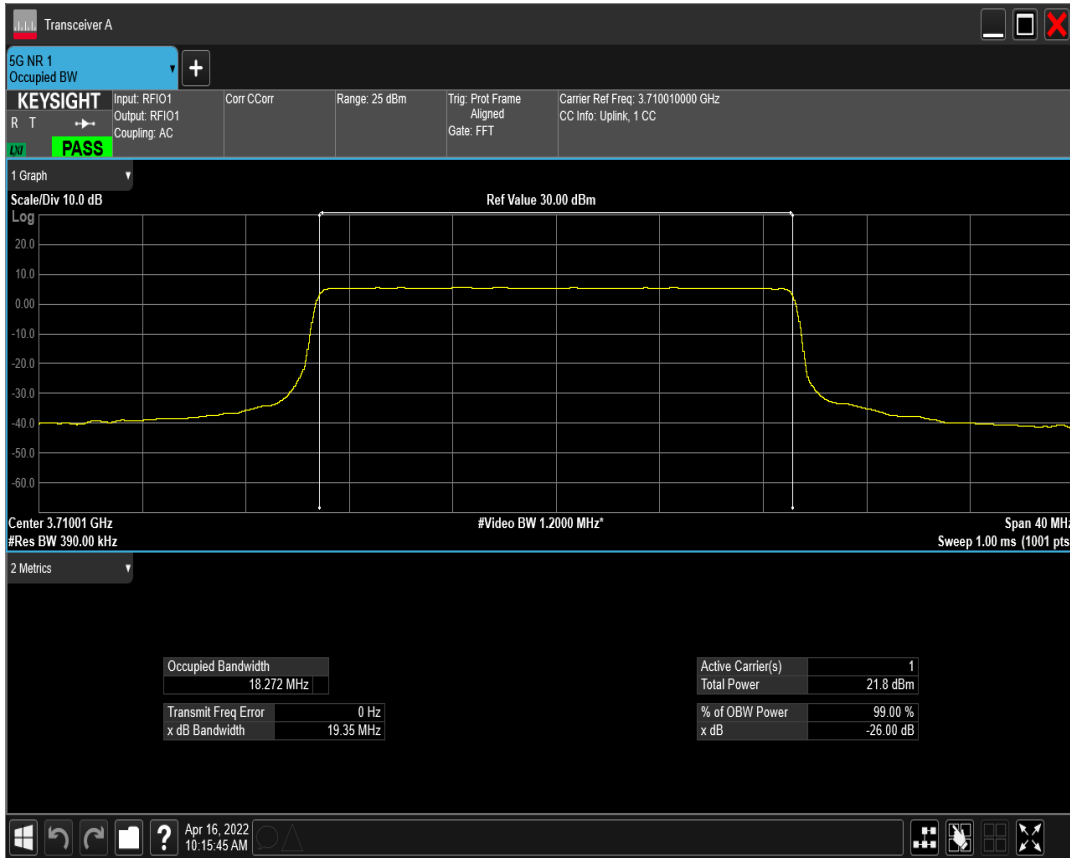 Transceiver A
5G NR 1
Occupied BW
+
KEYSIGHT
R T
LXI
PASS
Input: RFIO1
Output: RFIO1
Coupling: AC
Corr CCorr
Range: 25 dBm
Trig: Prot Frame
Aligned
Gate: FFT
Carrier Ref Freq: 3.710010000 GHz
CC Info: Uplink, 1 CC
1 Graph
Scale/Div 10.0 dB
Ref Value 30.00 dBm
Log
20.0
10.0
0.00
-10.0
-20.0
-30.0
-40.0
-50.0
-60.0
Center 3.71001 GHz
#Video BW 1.2000 MHz*
Span 40 MHz
#Res BW 390.00 kHz
Sweep 1.00 ms (1001 pts
2 Metrics
Occupied Bandwidth
18.272 MHz
Transmit Freq Error 0 Hz
x dB Bandwidth 19.35 MHz
Active Carrier(s) 1
Total Power 21.8 dBm
% of OBW Power 99.00 %
x dB -26.00 dB
?
Apr 16, 2022
10:15:45 AM